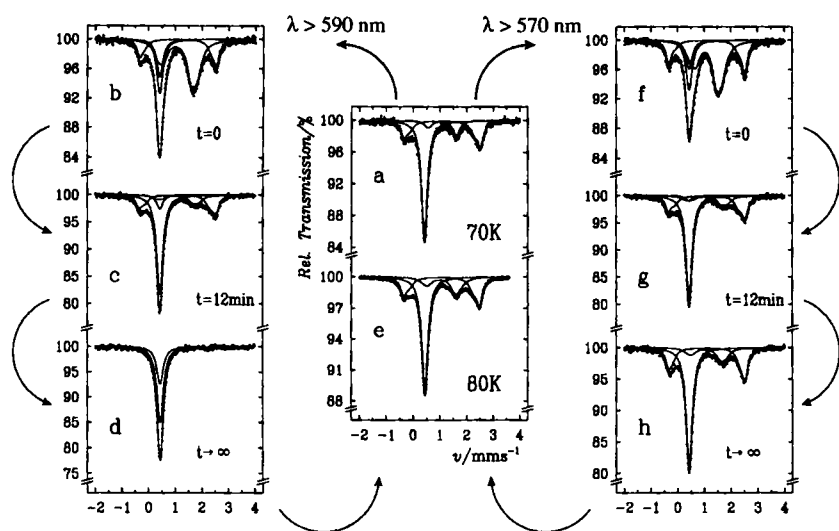 λ > 590 nm
λ > 570 nm
100
96
92
88
84
b
t=0
100
95
90
85
80
c
t=12min
100
95
90
85
80
75
d
t→∞
-2 -1 0 1 2 3 4
Rel. Transmission/%
100
96
92
88
84
a
70K
100
97
94
91
88
e
80K
-2 -1 0 1 2 3 4
υ/mms⁻¹
100
96
92
88
84
f
t=0
100
95
90
85
80
g
t=12min
100
95
90
85
80
h
t→∞
-2 -1 0 1 2 3 4